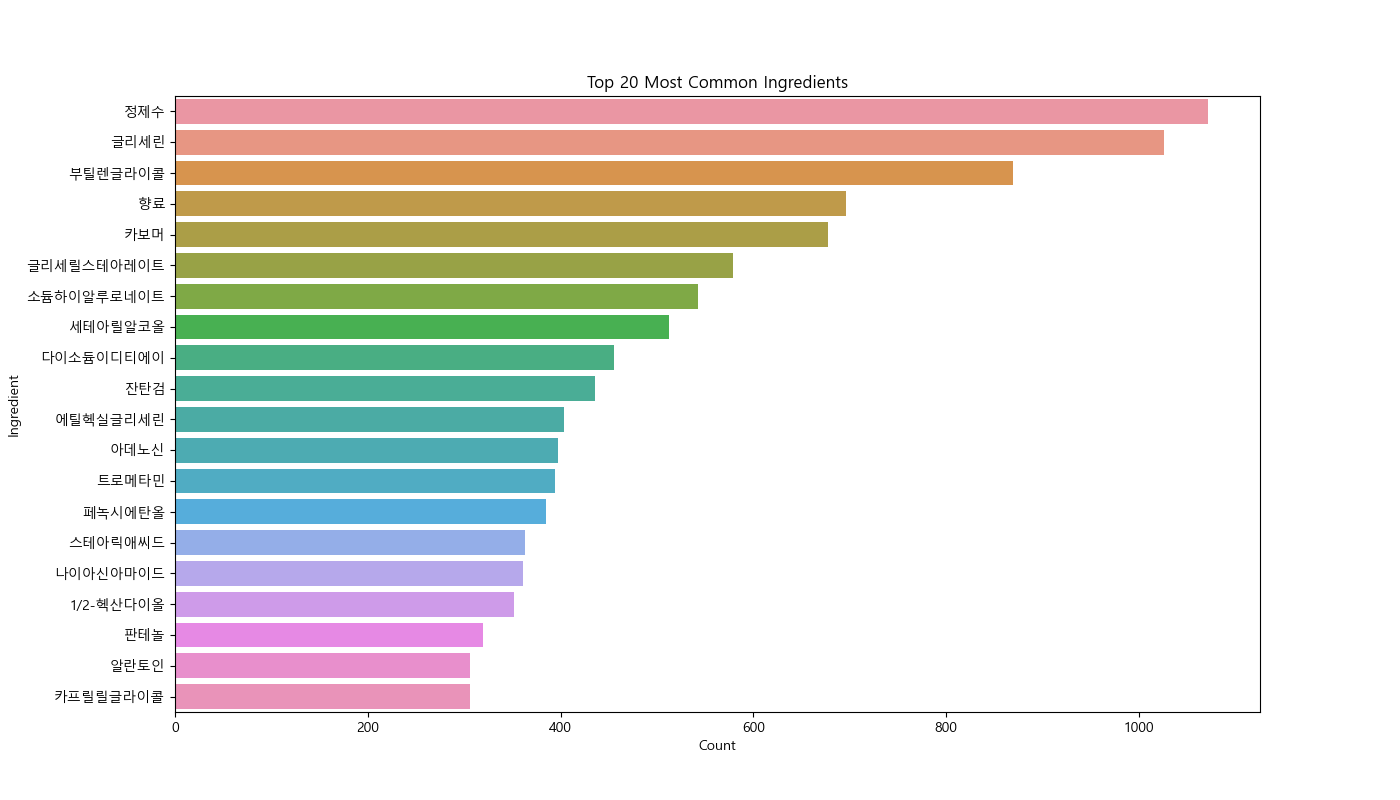 Top 20 Most Common Ingredients
정제수
글리세린
부틸렌글라이콜
향료
카보머
글리세릴스테아레이트
소듐하이알루로네이트
세테아릴알코올
다이소듐이디티에이
잔탄검
에틸헥실글리세린
아데노신
트로메타민
페녹시에탄올
스테아릭애씨드
나이아신아마이드
1/2-헥산다이올
판테놀
알란토인
카프릴릴글라이콜
Ingredient
0 200 400 600 800 1000
Count